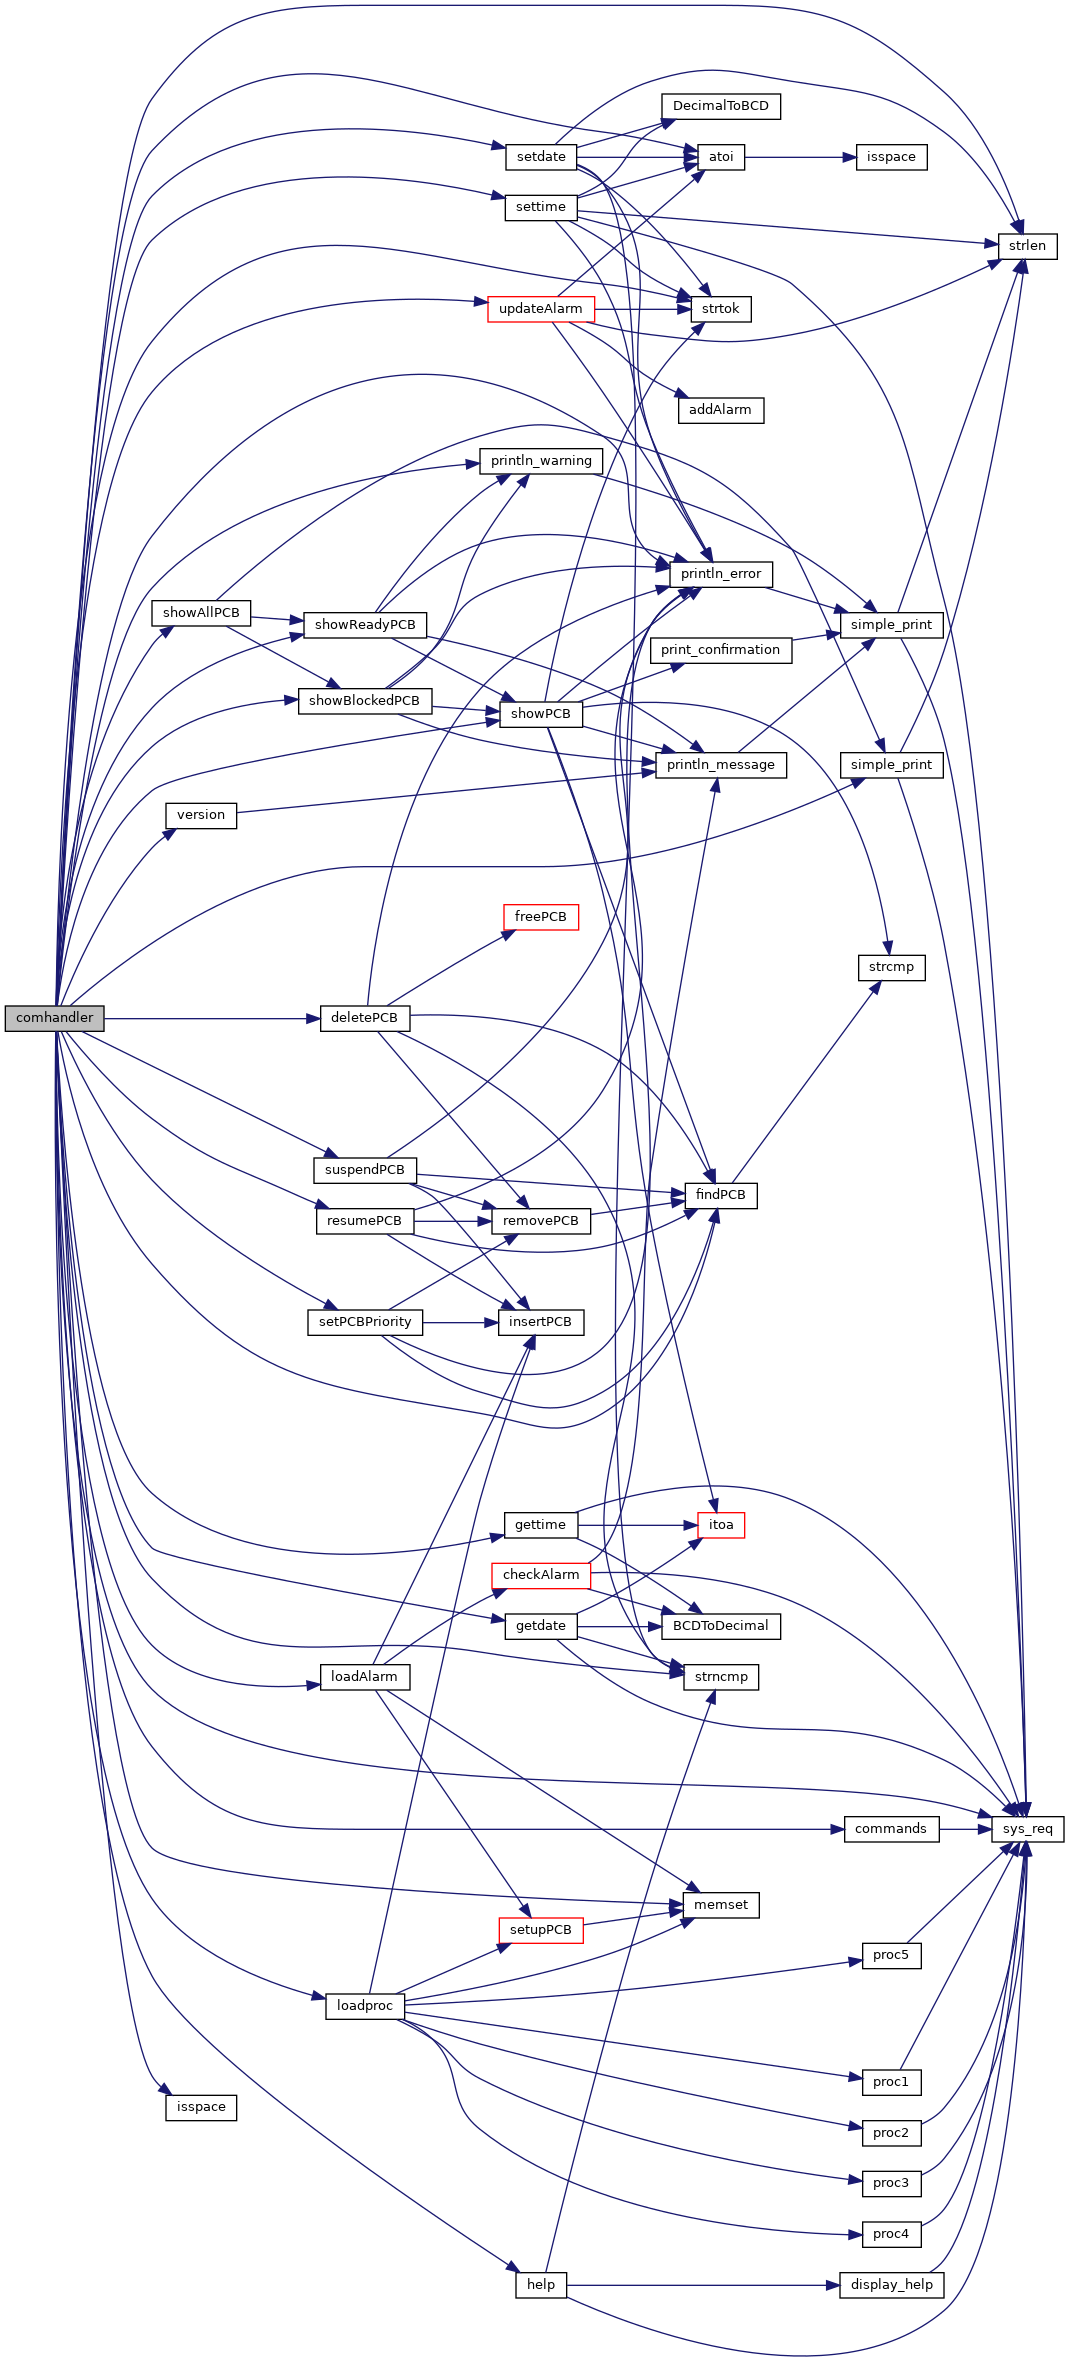 DecimalToBCD
setdate
atoi
isspace
settime
strlen
updateAlarm
strtok
addAlarm
println_warning
println_error
showAllPCB
showReadyPCB
simple_print
print_confirmation
showBlockedPCB
showPCB
println_message
simple_print
version
freePCB
strcmp
comhandler
deletePCB
suspendPCB
findPCB
resumePCB
removePCB
setPCBPriority
insertPCB
gettime
itoa
checkAlarm
getdate
BCDToDecimal
loadAlarm
strncmp
commands
sys_req
memset
setupPCB
proc5
loadproc
proc1
isspace
proc2
proc3
proc4
help
display_help